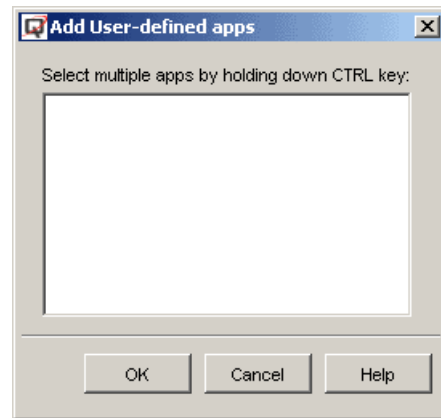 Add User-defined apps
Select multiple apps by holding down CTRL key:
OK Cancel Help